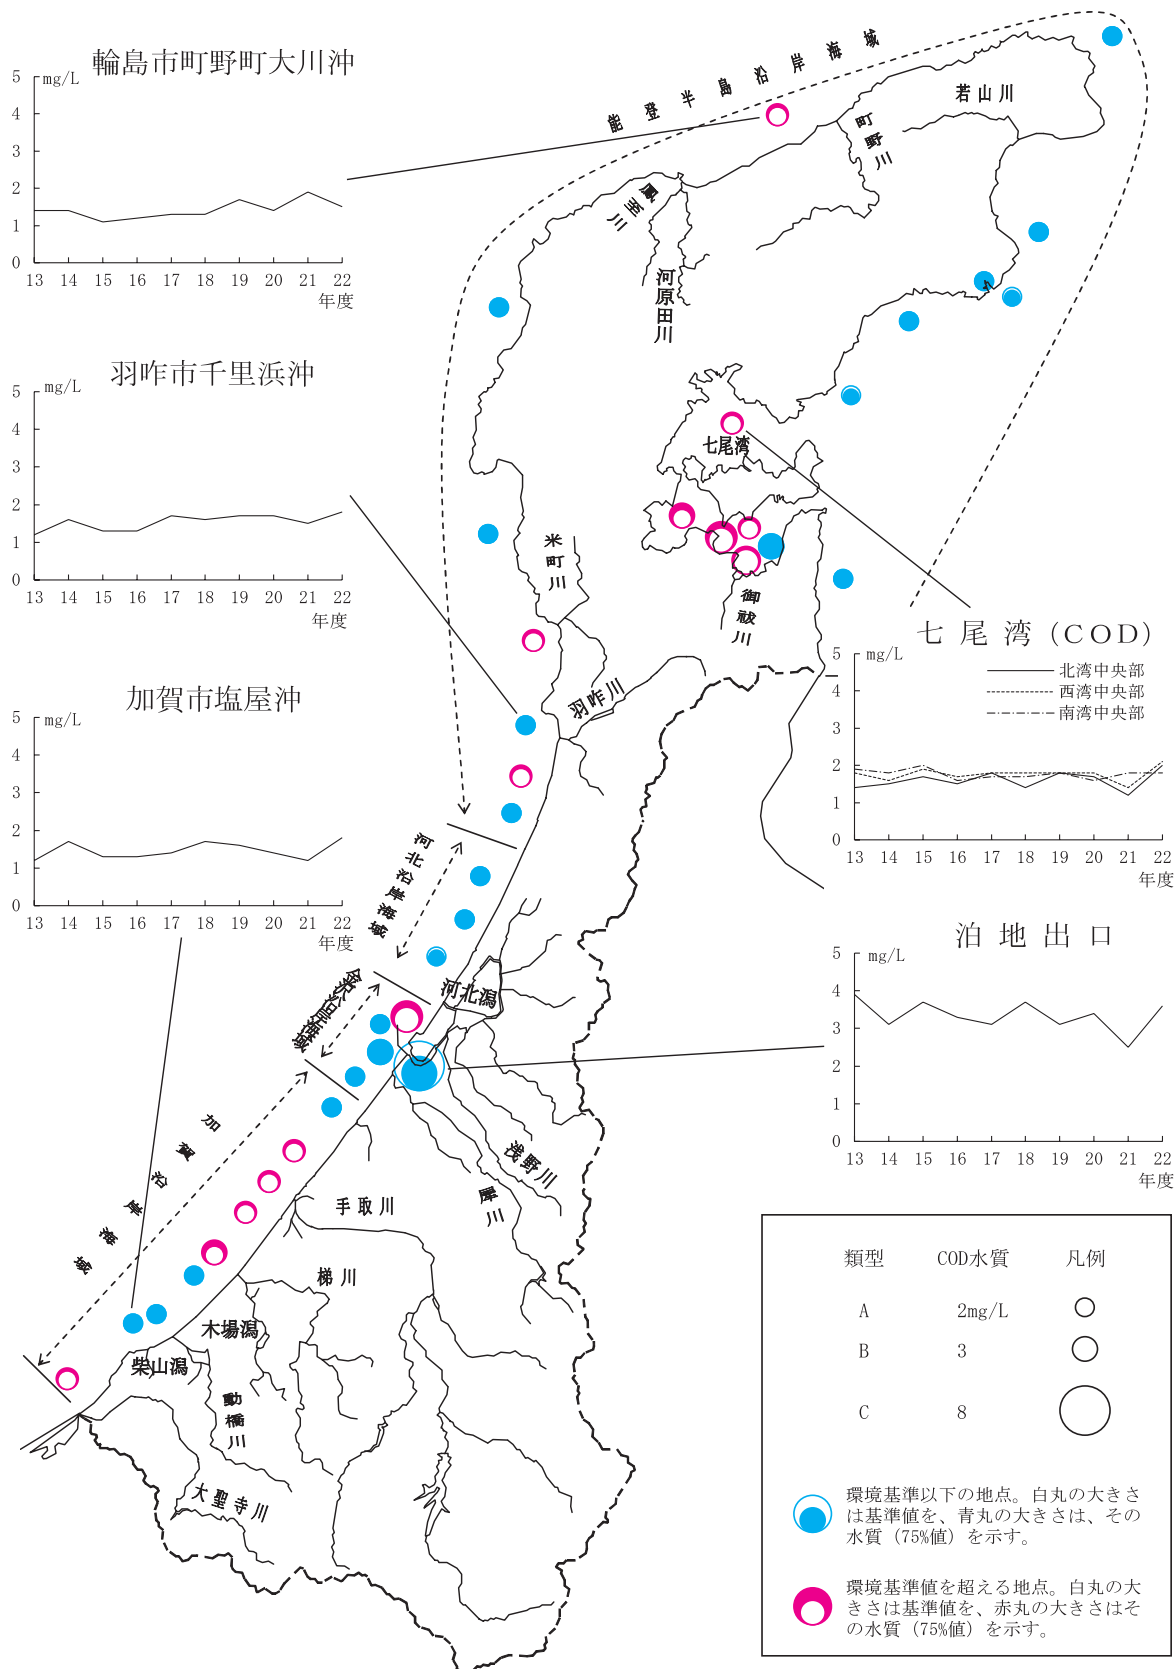 輪島市町野町大川沖
mg/L
5
4
3
2
1
0
13 14 15 16 17 18 19 20 21 22
年度
羽咋市千里浜沖
mg/L
5
4
3
2
1
0
13 14 15 16 17 18 19 20 21 22
年度
加賀市塩屋沖
mg/L
5
4
3
2
1
0
13 14 15 16 17 18 19 20 21 22
年度
能登半島沿岸海域
若山川
町野川
鳳至川
河原田川
七尾湾
米町川
御祓川
羽咋川
七尾湾(COD)
mg/L
北湾中央部
西湾中央部
南湾中央部
5
4
3
2
1
0
13 14 15 16 17 18 19 20 21 22
年度
河北沿岸海域
金沢沿岸海域
河北潟
泊地出口
mg/L
5
4
3
2
1
0
13 14 15 16 17 18 19 20 21 22
年度
加賀沿岸海域
浅野川
犀川
手取川
梯川
木場潟
柴山潟
動橋川
大聖寺川
類型 COD水質 凡例
A 2mg/L
B 3
C 8
環境基準以下の地点。白丸の大きさ
は基準値を、青丸の大きさは、その
水質(75%値)を示す。
環境基準値を超える地点。白丸の大
きさは基準値を、赤丸の大きさはそ
の水質(75%値)を示す。